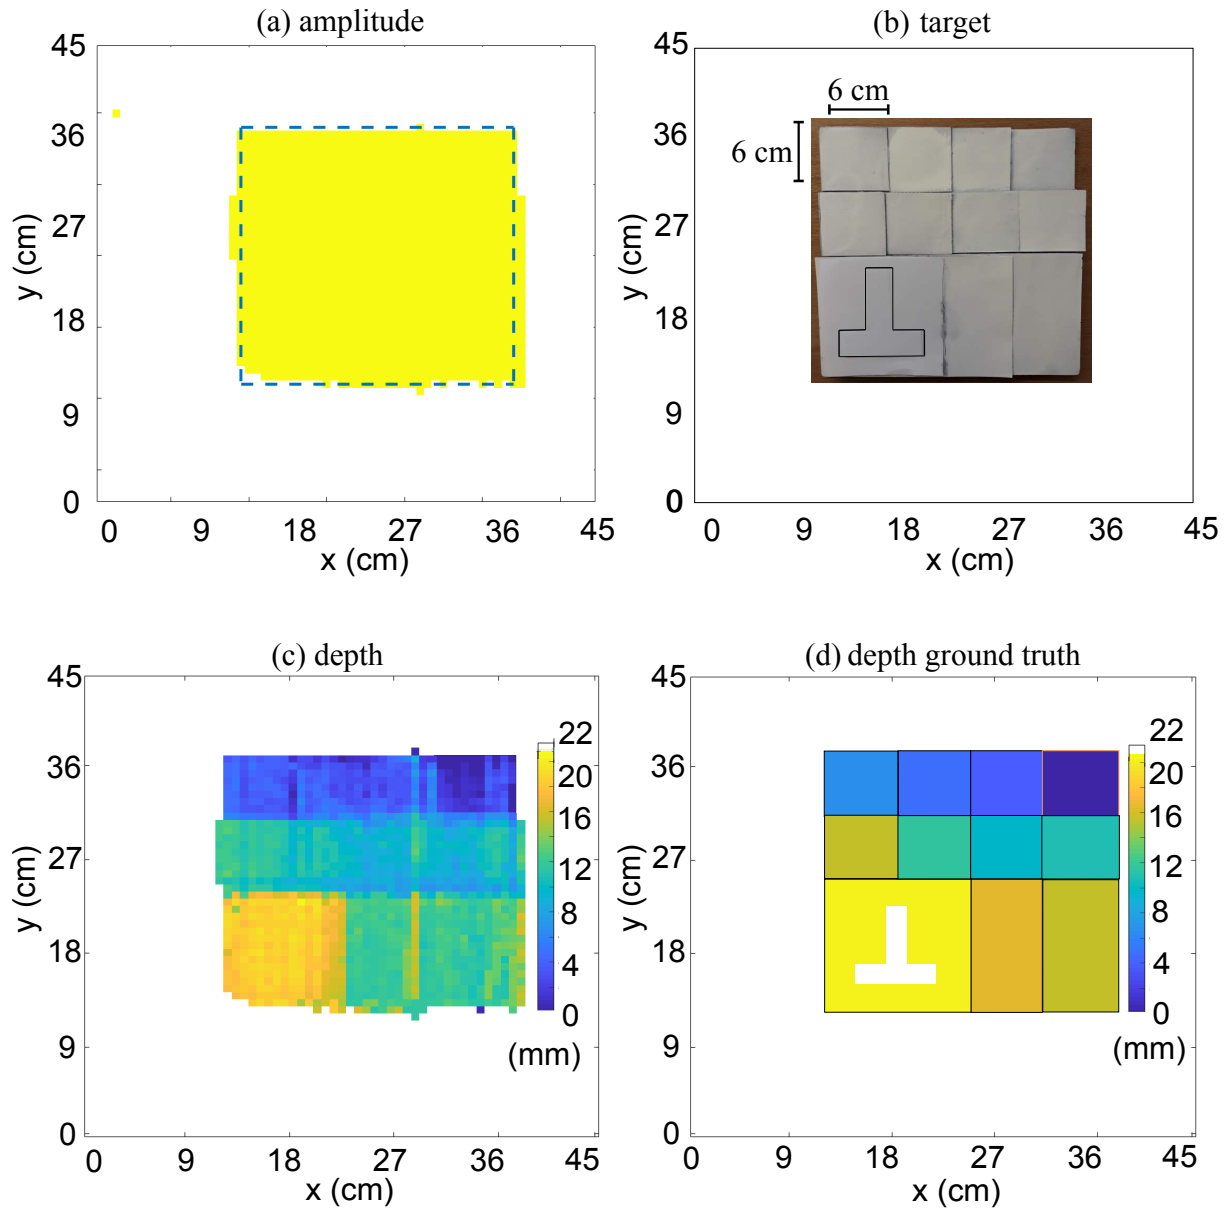 (a) amplitude
45
36
27
18
9
0
y (cm)
0 9 18 27 36 45
x (cm)
(b) target
45
36
27
18
9
0
y (cm)
6 cm
6 cm
0 9 18 27 36 45
x (cm)
(c) depth
45
36
27
18
9
0
y (cm)
22
20
16
12
8
4
0
(mm)
0 9 18 27 36 45
x (cm)
(d) depth ground truth
45
36
27
18
9
0
y (cm)
22
20
16
12
8
4
0
(mm)
0 9 18 27 36 45
x (cm)